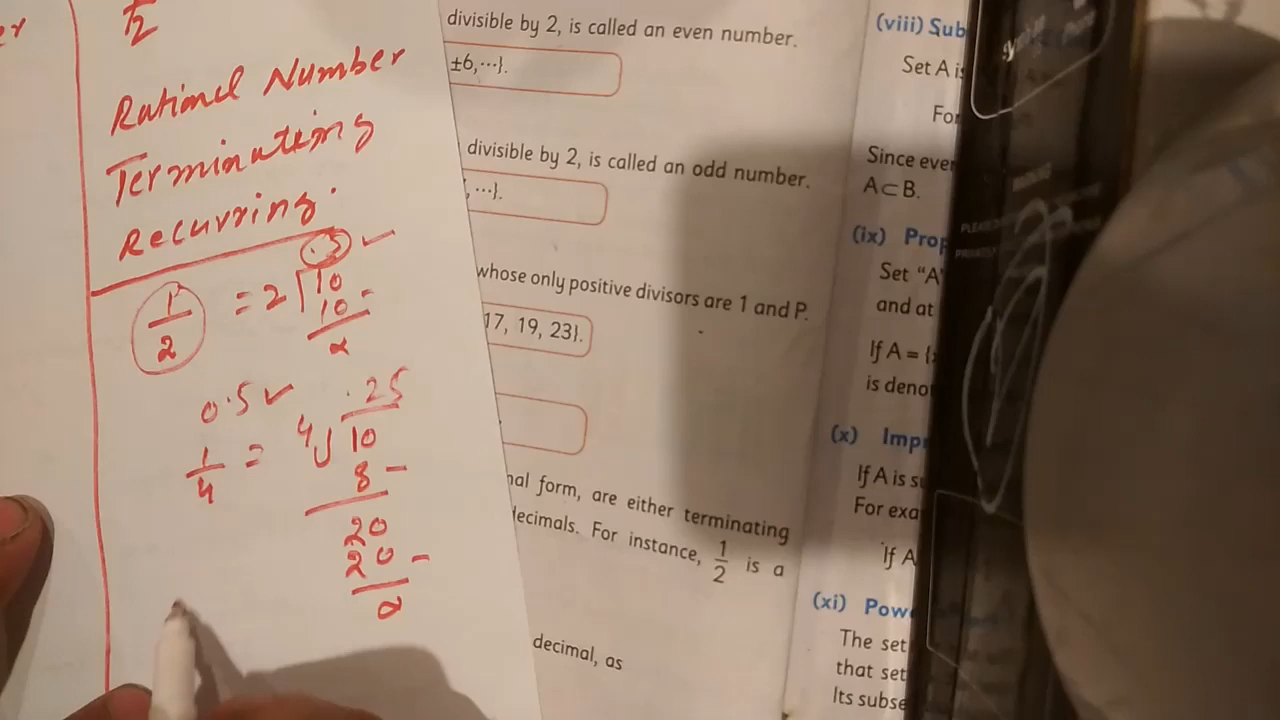 er
1/2
Rational Number
Terminating
Recurring.
.5
1/2 = 2 10
10 -
0.5
.25
1/4 = 4 10
8 -
20
20 -
divisible by 2, is called an even number.
±6,···}.
divisible by 2, is called an odd number.
,···}.
whose only positive divisors are 1 and P.
17, 19, 23}.
nal form, are either terminating
decimals. For instance, 1/2 is a
decimal, as
(viii) Sub
Set A is
For
Since ever
A⊂B.
(ix) Prop
Set "A"
and at
If A = {
is deno
(x) Imp
If A is su
For exa
If A
(xi) Pow
The set
that set
Its subse